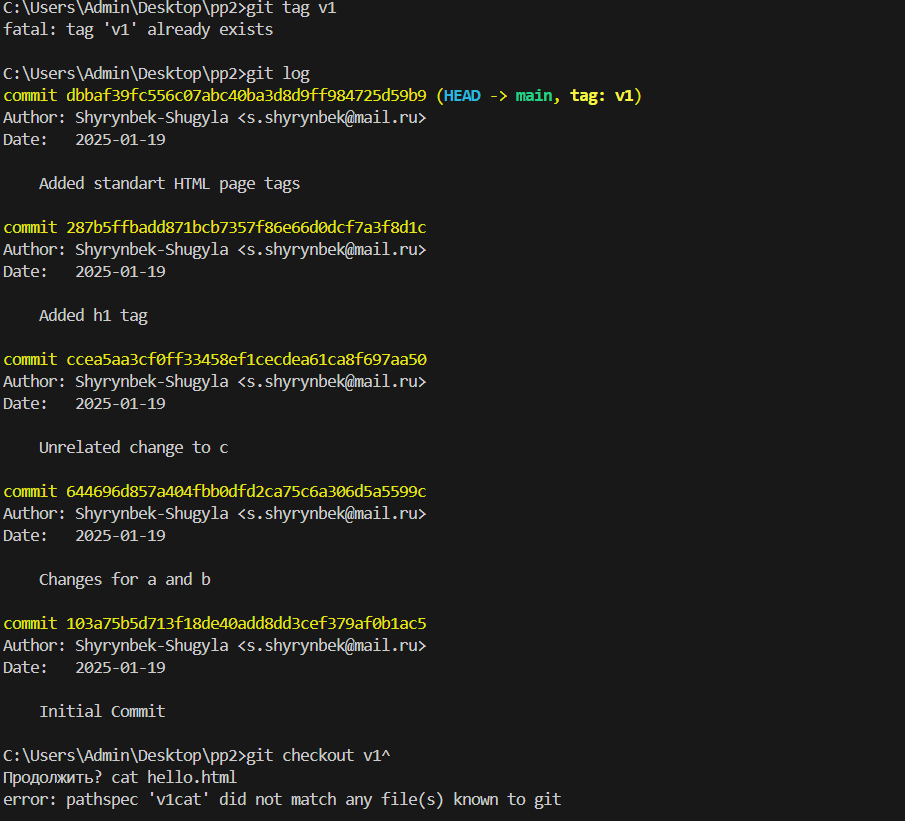 C:\Users\Admin\Desktop\pp2>git tag v1
fatal: tag 'v1' already exists
C:\Users\Admin\Desktop\pp2>git log
commit dbbaf39fc556c07abc40ba3d8d9ff984725d59b9 (HEAD -> main, tag: v1)
Author: Shyrynbek-Shugyla <s.shyrynbek@mail.ru>
Date:   2025-01-19
    Added standart HTML page tags
commit 287b5ffbadd871bcb7357f86e66d0dcf7a3f8d1c
Author: Shyrynbek-Shugyla <s.shyrynbek@mail.ru>
Date:   2025-01-19
    Added h1 tag
commit ccea5aa3cf0ff33458ef1cecdea61ca8f697aa50
Author: Shyrynbek-Shugyla <s.shyrynbek@mail.ru>
Date:   2025-01-19
    Unrelated change to c
commit 644696d857a404fbb0dfd2ca75c6a306d5a5599c
Author: Shyrynbek-Shugyla <s.shyrynbek@mail.ru>
Date:   2025-01-19
    Changes for a and b
commit 103a75b5d713f18de40add8dd3cef379af0b1ac5
Author: Shyrynbek-Shugyla <s.shyrynbek@mail.ru>
Date:   2025-01-19
    Initial Commit
C:\Users\Admin\Desktop\pp2>git checkout v1^
Продолжить? cat hello.html
error: pathspec 'v1cat' did not match any file(s) known to git